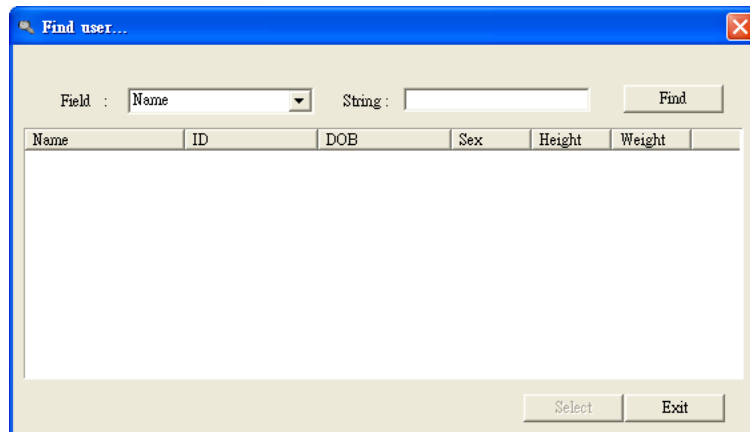 Find user...
Field : Name String : Find
Name ID DOB Sex Height Weight
Select Exit